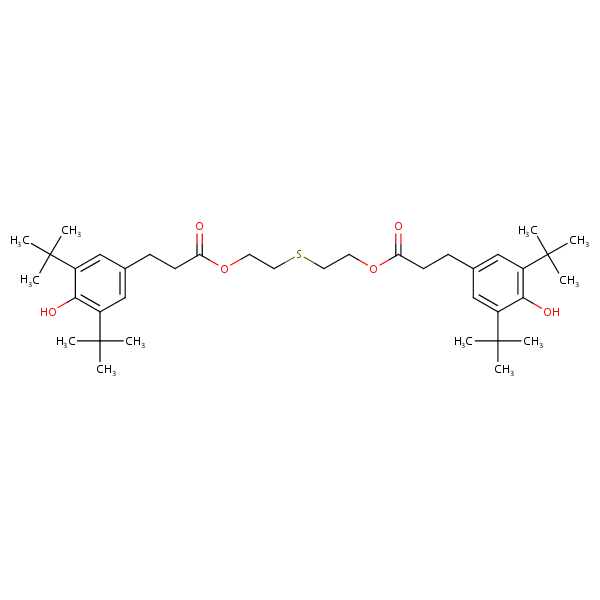 O O
CH₃ H₃C
H₃C CH₃
S
H₃C O O CH₃
HO OH
H₃C CH₃ H₃C CH₃
CH₃ CH₃